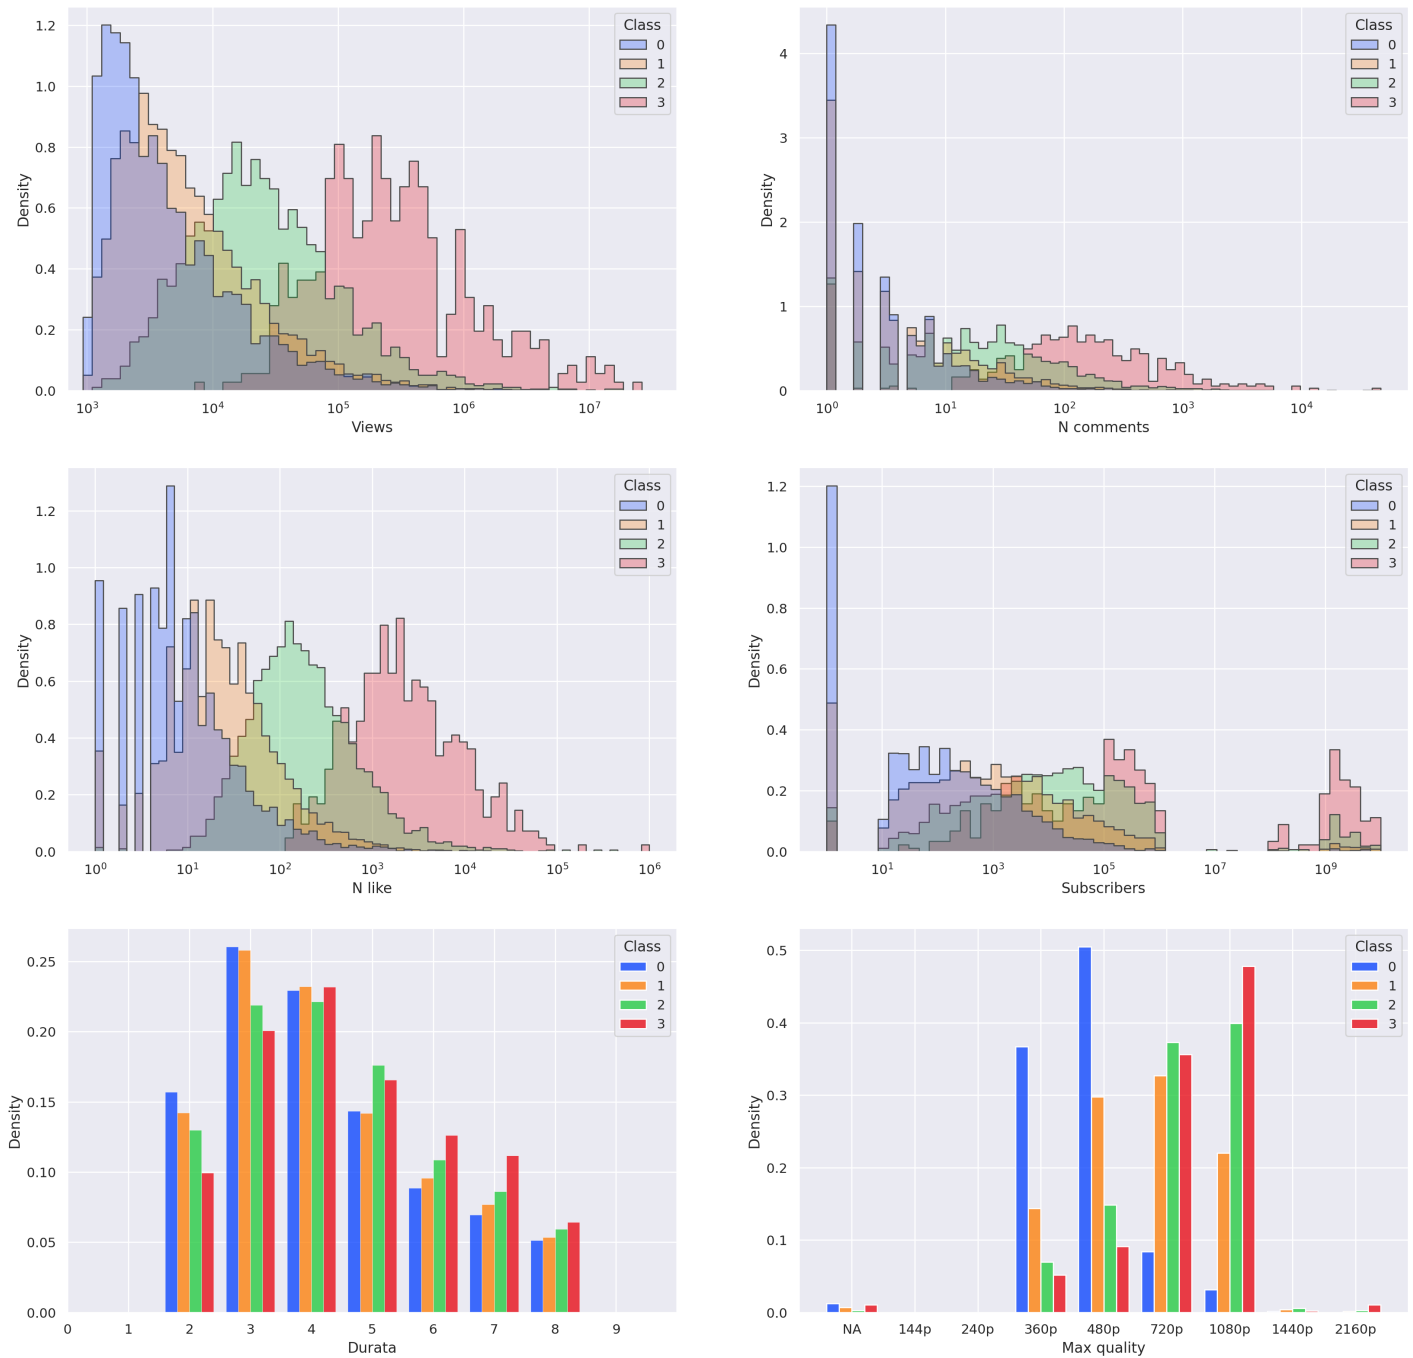 Class
0
1
2
3
Density
1.2
1.0
0.8
0.6
0.4
0.2
0.0
10³ 10⁴ 10⁵ 10⁶ 10⁷
Views
Class
0
1
2
3
Density
4
3
2
1
0
10⁰ 10¹ 10² 10³ 10⁴
N comments
Class
0
1
2
3
Density
1.2
1.0
0.8
0.6
0.4
0.2
0.0
10⁰ 10¹ 10² 10³ 10⁴ 10⁵ 10⁶
N like
Class
0
1
2
3
Density
1.2
1.0
0.8
0.6
0.4
0.2
0.0
10¹ 10³ 10⁵ 10⁷ 10⁹
Subscribers
Class
0
1
2
3
Density
0.25
0.20
0.15
0.10
0.05
0.00
0 1 2 3 4 5 6 7 8 9
Durata
Class
0
1
2
3
Density
0.5
0.4
0.3
0.2
0.1
0.0
NA 144p 240p 360p 480p 720p 1080p 1440p 2160p
Max quality